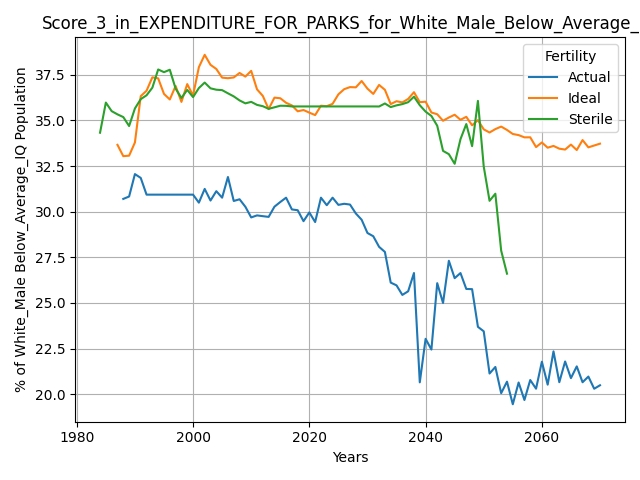 Score_3_in_EXPENDITURE_FOR_PARKS_for_White_Male_Below_Average_
Fertility
Actual
Ideal
Sterile
% of White_Male Below_Average_IQ Population
37.5
35.0
32.5
30.0
27.5
25.0
22.5
20.0
1980 2000 2020 2040 2060
Years